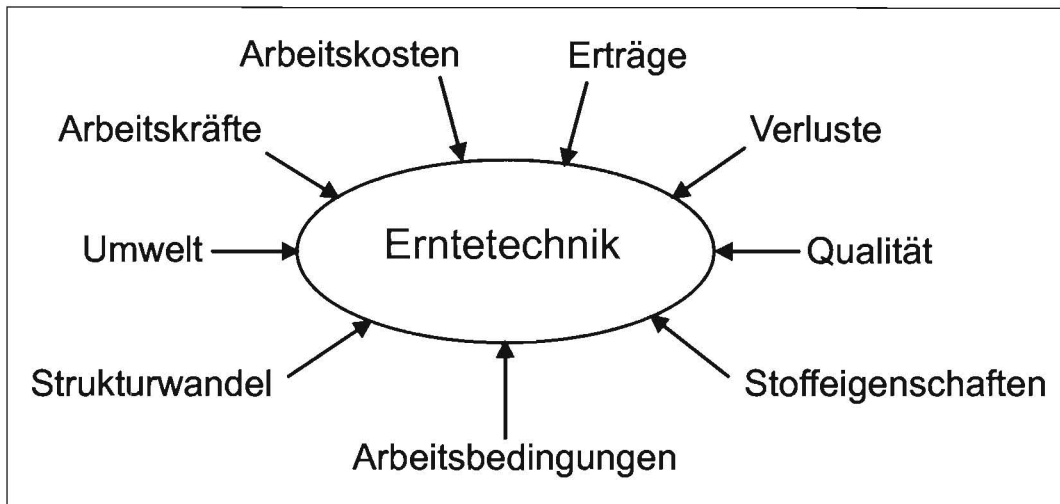 Arbeitskosten
Erträge
Arbeitskräfte
Verluste
Umwelt
Erntetechnik
Qualität
Strukturwandel
Stoffeigenschaften
Arbeitsbedingungen